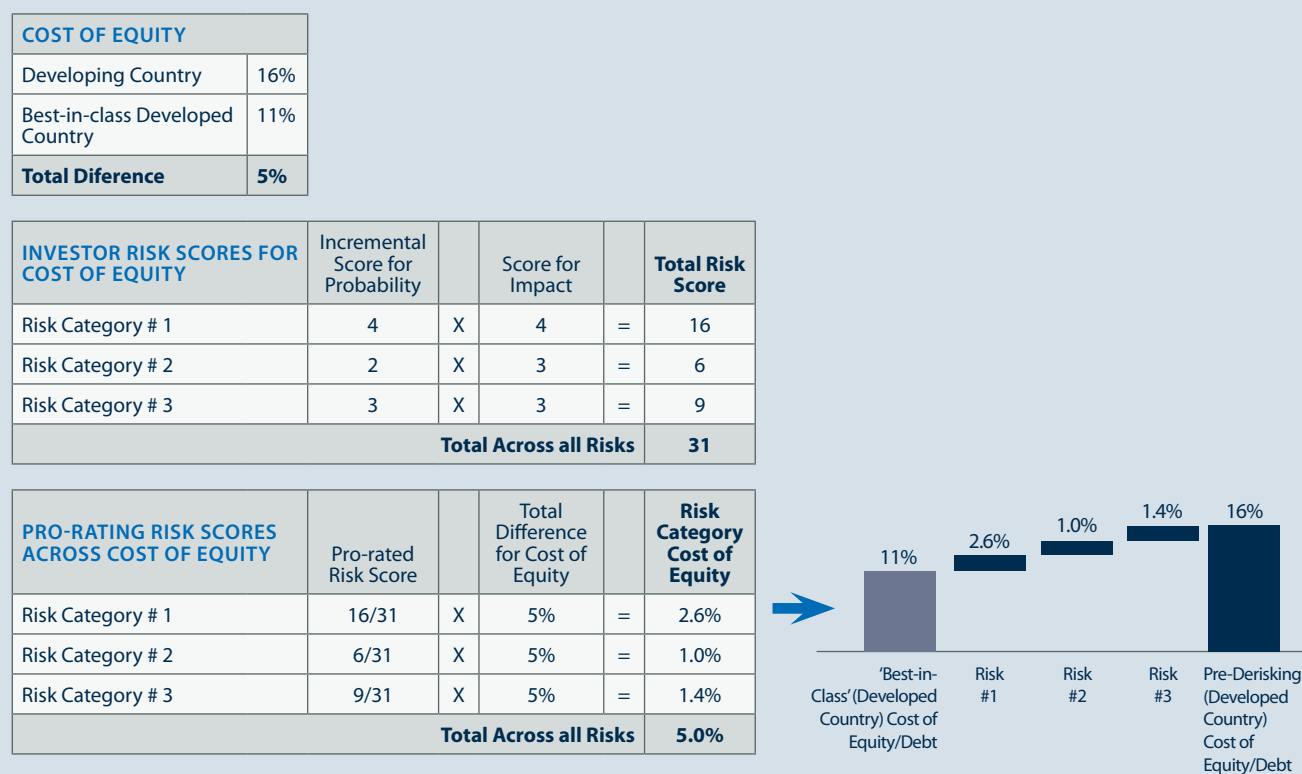 COST OF EQUITY
Developing Country 16%
Best-in-class Developed 11%
Country
Total Diference 5%
INVESTOR RISK SCORES FOR
COST OF EQUITY
Incremental
Score for
Probability
Score for
Impact
Total Risk
Score
Risk Category # 1 4 X 4 = 16
Risk Category # 2 2 X 3 = 6
Risk Category # 3 3 X 3 = 9
Total Across all Risks 31
PRO-RATING RISK SCORES
ACROSS COST OF EQUITY
Pro-rated
Risk Score
Total
Difference
for Cost of
Equity
Risk
Category
Cost of
Equity
Risk Category # 1 16/31 X 5% = 2.6%
Risk Category # 2 6/31 X 5% = 1.0%
Risk Category # 3 9/31 X 5% = 1.4%
Total Across all Risks 5.0%
11%
2.6%
1.0%
1.4%
16%
‘Best-in-
Class’ (Developed
Country) Cost of
Equity/Debt
Risk
#1
Risk
#2
Risk
#3
Pre-Derisking
(Developed
Country)
Cost of
Equity/Debt